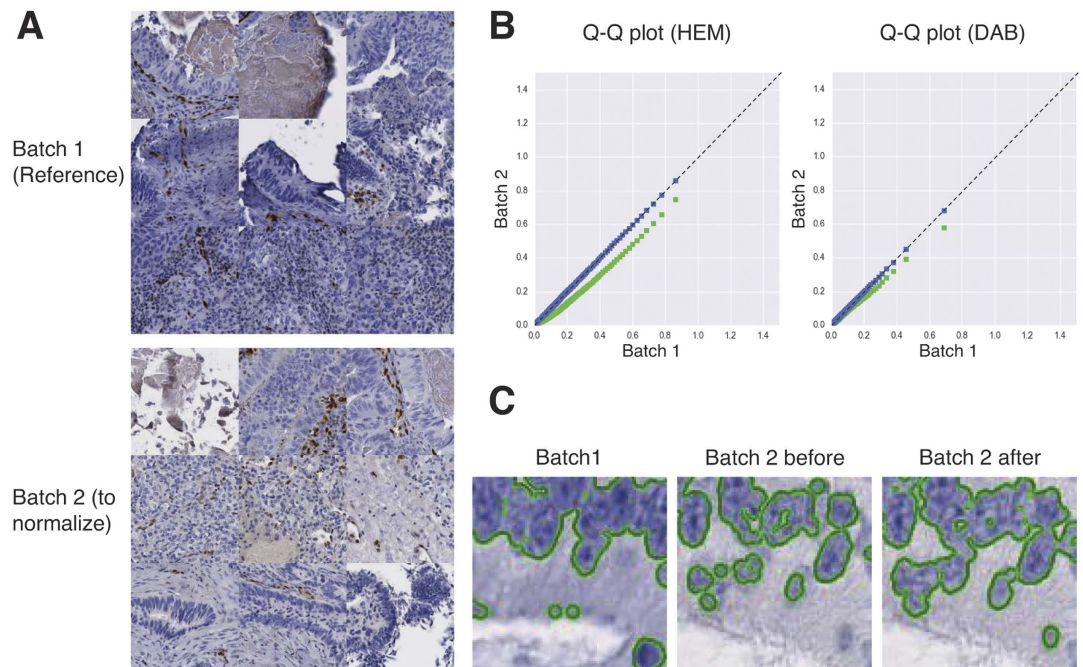 A
Batch 1
(Reference)
Batch 2 (to
normalize)
B
Q-Q plot (HEM)
Batch 2
1.4
1.2
1.0
0.8
0.6
0.4
0.2
0.0
0.0 0.2 0.4 0.6 0.8 1.0 1.2 1.4
Batch 1
Q-Q plot (DAB)
Batch 2
1.4
1.2
1.0
0.8
0.6
0.4
0.2
0.0
0.0 0.2 0.4 0.6 0.8 1.0 1.2 1.4
Batch 1
C
Batch1
Batch 2 before
Batch 2 after